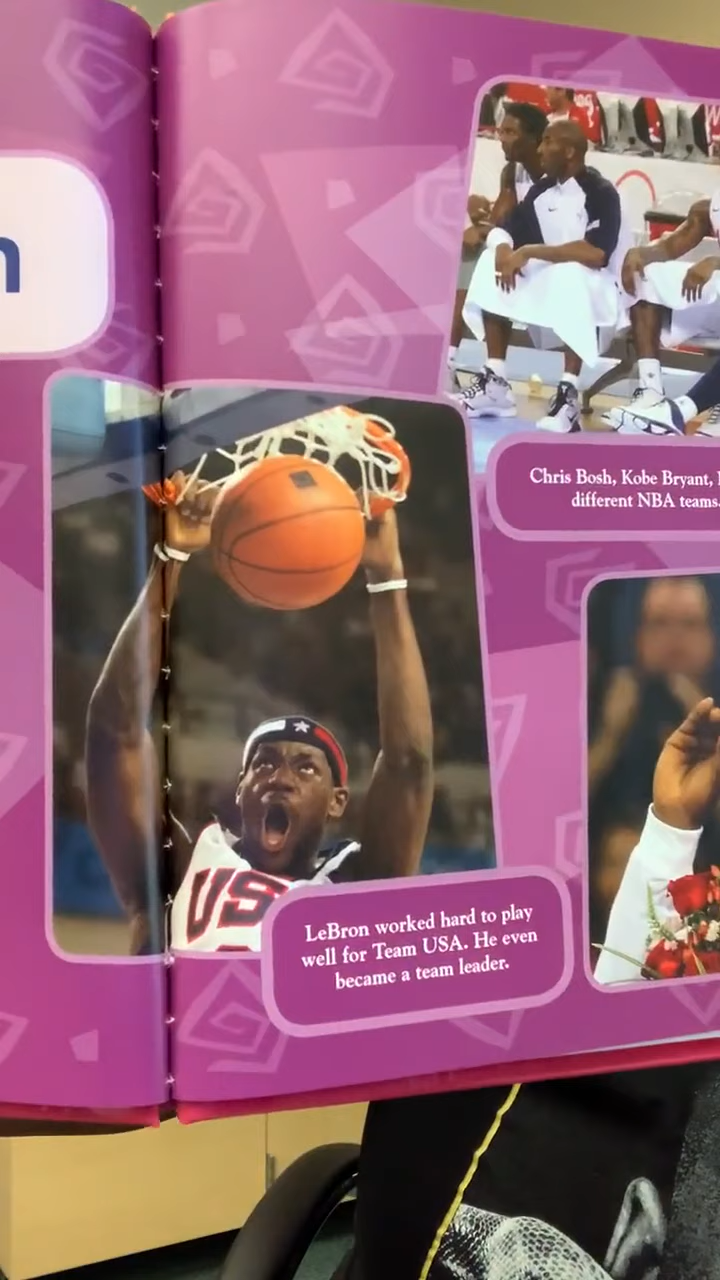 n
Chris Bosh, Kobe Bryant,
different NBA teams.
US
LeBron worked hard to play
well for Team USA. He even
became a team leader.